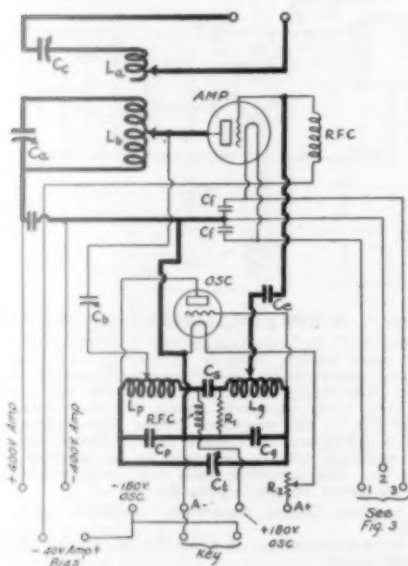 Cc
La
AMP
RFC
Ca
Lb
Cf
Cf
OSC
Cb
Ce
Cs
Lp
RFC
R1
Lg
Cp
Cg
Ct
R2
+400V Amp
-400V Amp
-180V
OSC.
A-
A+
1 2 3
See
Fig. 3
-40V Amp+
Bias
Key
+180V
OSC